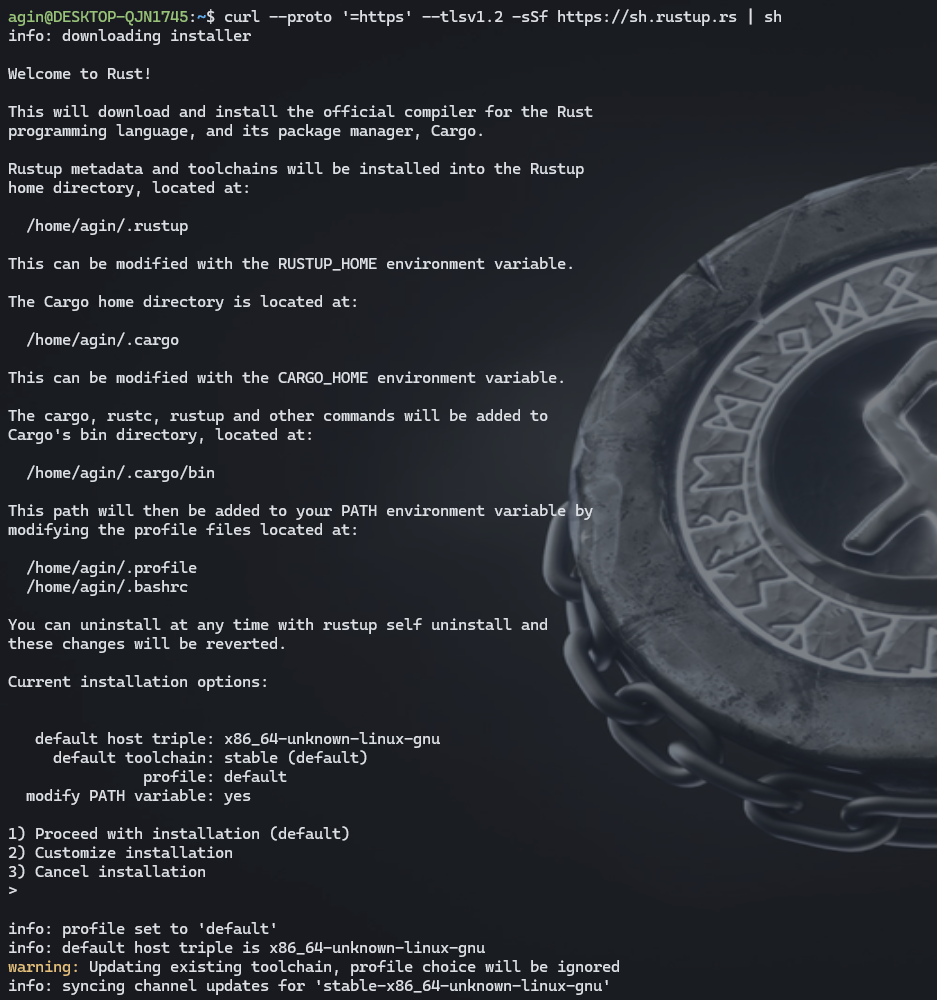 agin@DESKTOP-QJN1745:~$ curl --proto '=https' --tlsv1.2 -sSf https://sh.rustup.rs | sh
info: downloading installer

Welcome to Rust!

This will download and install the official compiler for the Rust
programming language, and its package manager, Cargo.

Rustup metadata and toolchains will be installed into the Rustup
home directory, located at:

  /home/agin/.rustup

This can be modified with the RUSTUP_HOME environment variable.

The Cargo home directory is located at:

  /home/agin/.cargo

This can be modified with the CARGO_HOME environment variable.

The cargo, rustc, rustup and other commands will be added to
Cargo's bin directory, located at:

  /home/agin/.cargo/bin

This path will then be added to your PATH environment variable by
modifying the profile files located at:

  /home/agin/.profile
  /home/agin/.bashrc

You can uninstall at any time with rustup self uninstall and
these changes will be reverted.

Current installation options:


   default host triple: x86_64-unknown-linux-gnu
     default toolchain: stable (default)
               profile: default
  modify PATH variable: yes

1) Proceed with installation (default)
2) Customize installation
3) Cancel installation
>

info: profile set to 'default'
info: default host triple is x86_64-unknown-linux-gnu
warning: Updating existing toolchain, profile choice will be ignored
info: syncing channel updates for 'stable-x86_64-unknown-linux-gnu'